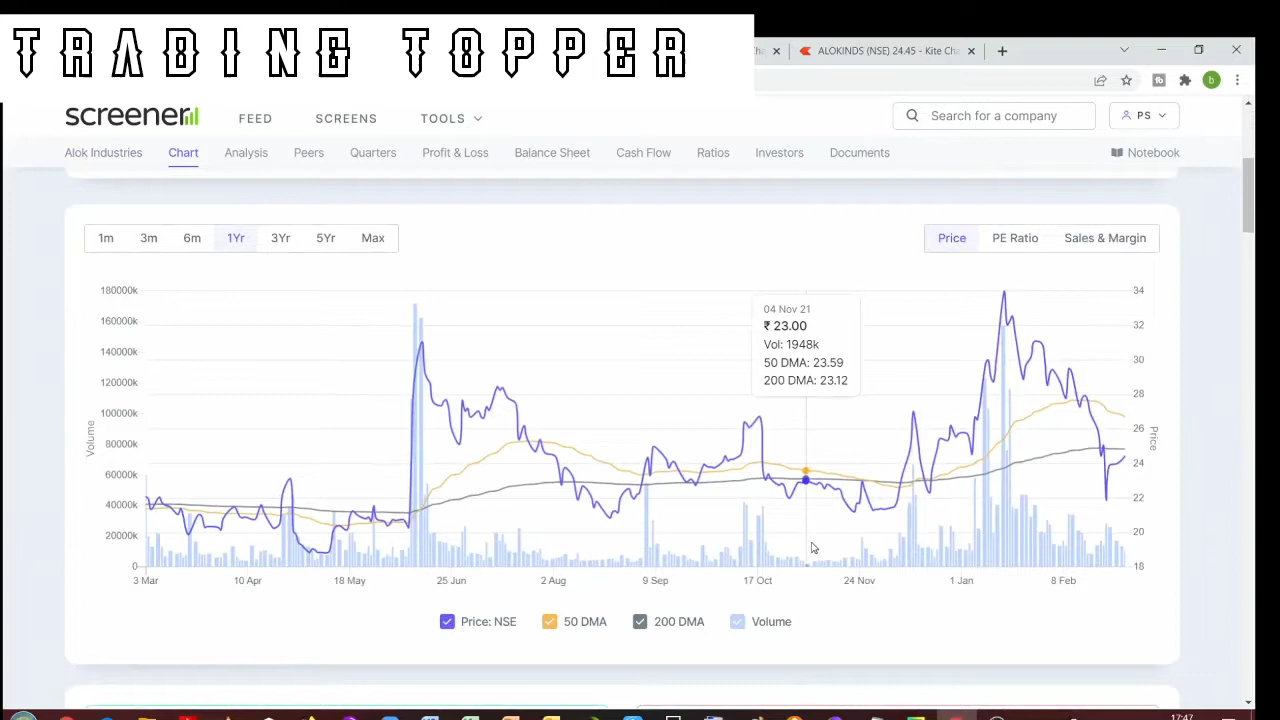 TRADING TOPPER
ALOKINDS (NSE) 24.45 - Kite Cha
screener
FEED
SCREENS
TOOLS
Search for a company
PS
Alok Industries
Chart
Analysis
Peers
Quarters
Profit & Loss
Balance Sheet
Cash Flow
Ratios
Investors
Documents
Notebook
1m
3m
6m
1Yr
3Yr
5Yr
Max
Price
PE Ratio
Sales & Margin
180000k
160000k
140000k
120000k
100000k
80000k
60000k
40000k
20000k
0
Volume
04 Nov 21
₹ 23.00
Vol: 1948k
50 DMA: 23.59
200 DMA: 23.12
34
32
30
28
26
24
22
20
18
Price
3 Mar
10 Apr
18 May
25 Jun
2 Aug
9 Sep
17 Oct
24 Nov
1 Jan
8 Feb
Price: NSE
50 DMA
200 DMA
Volume
17:47